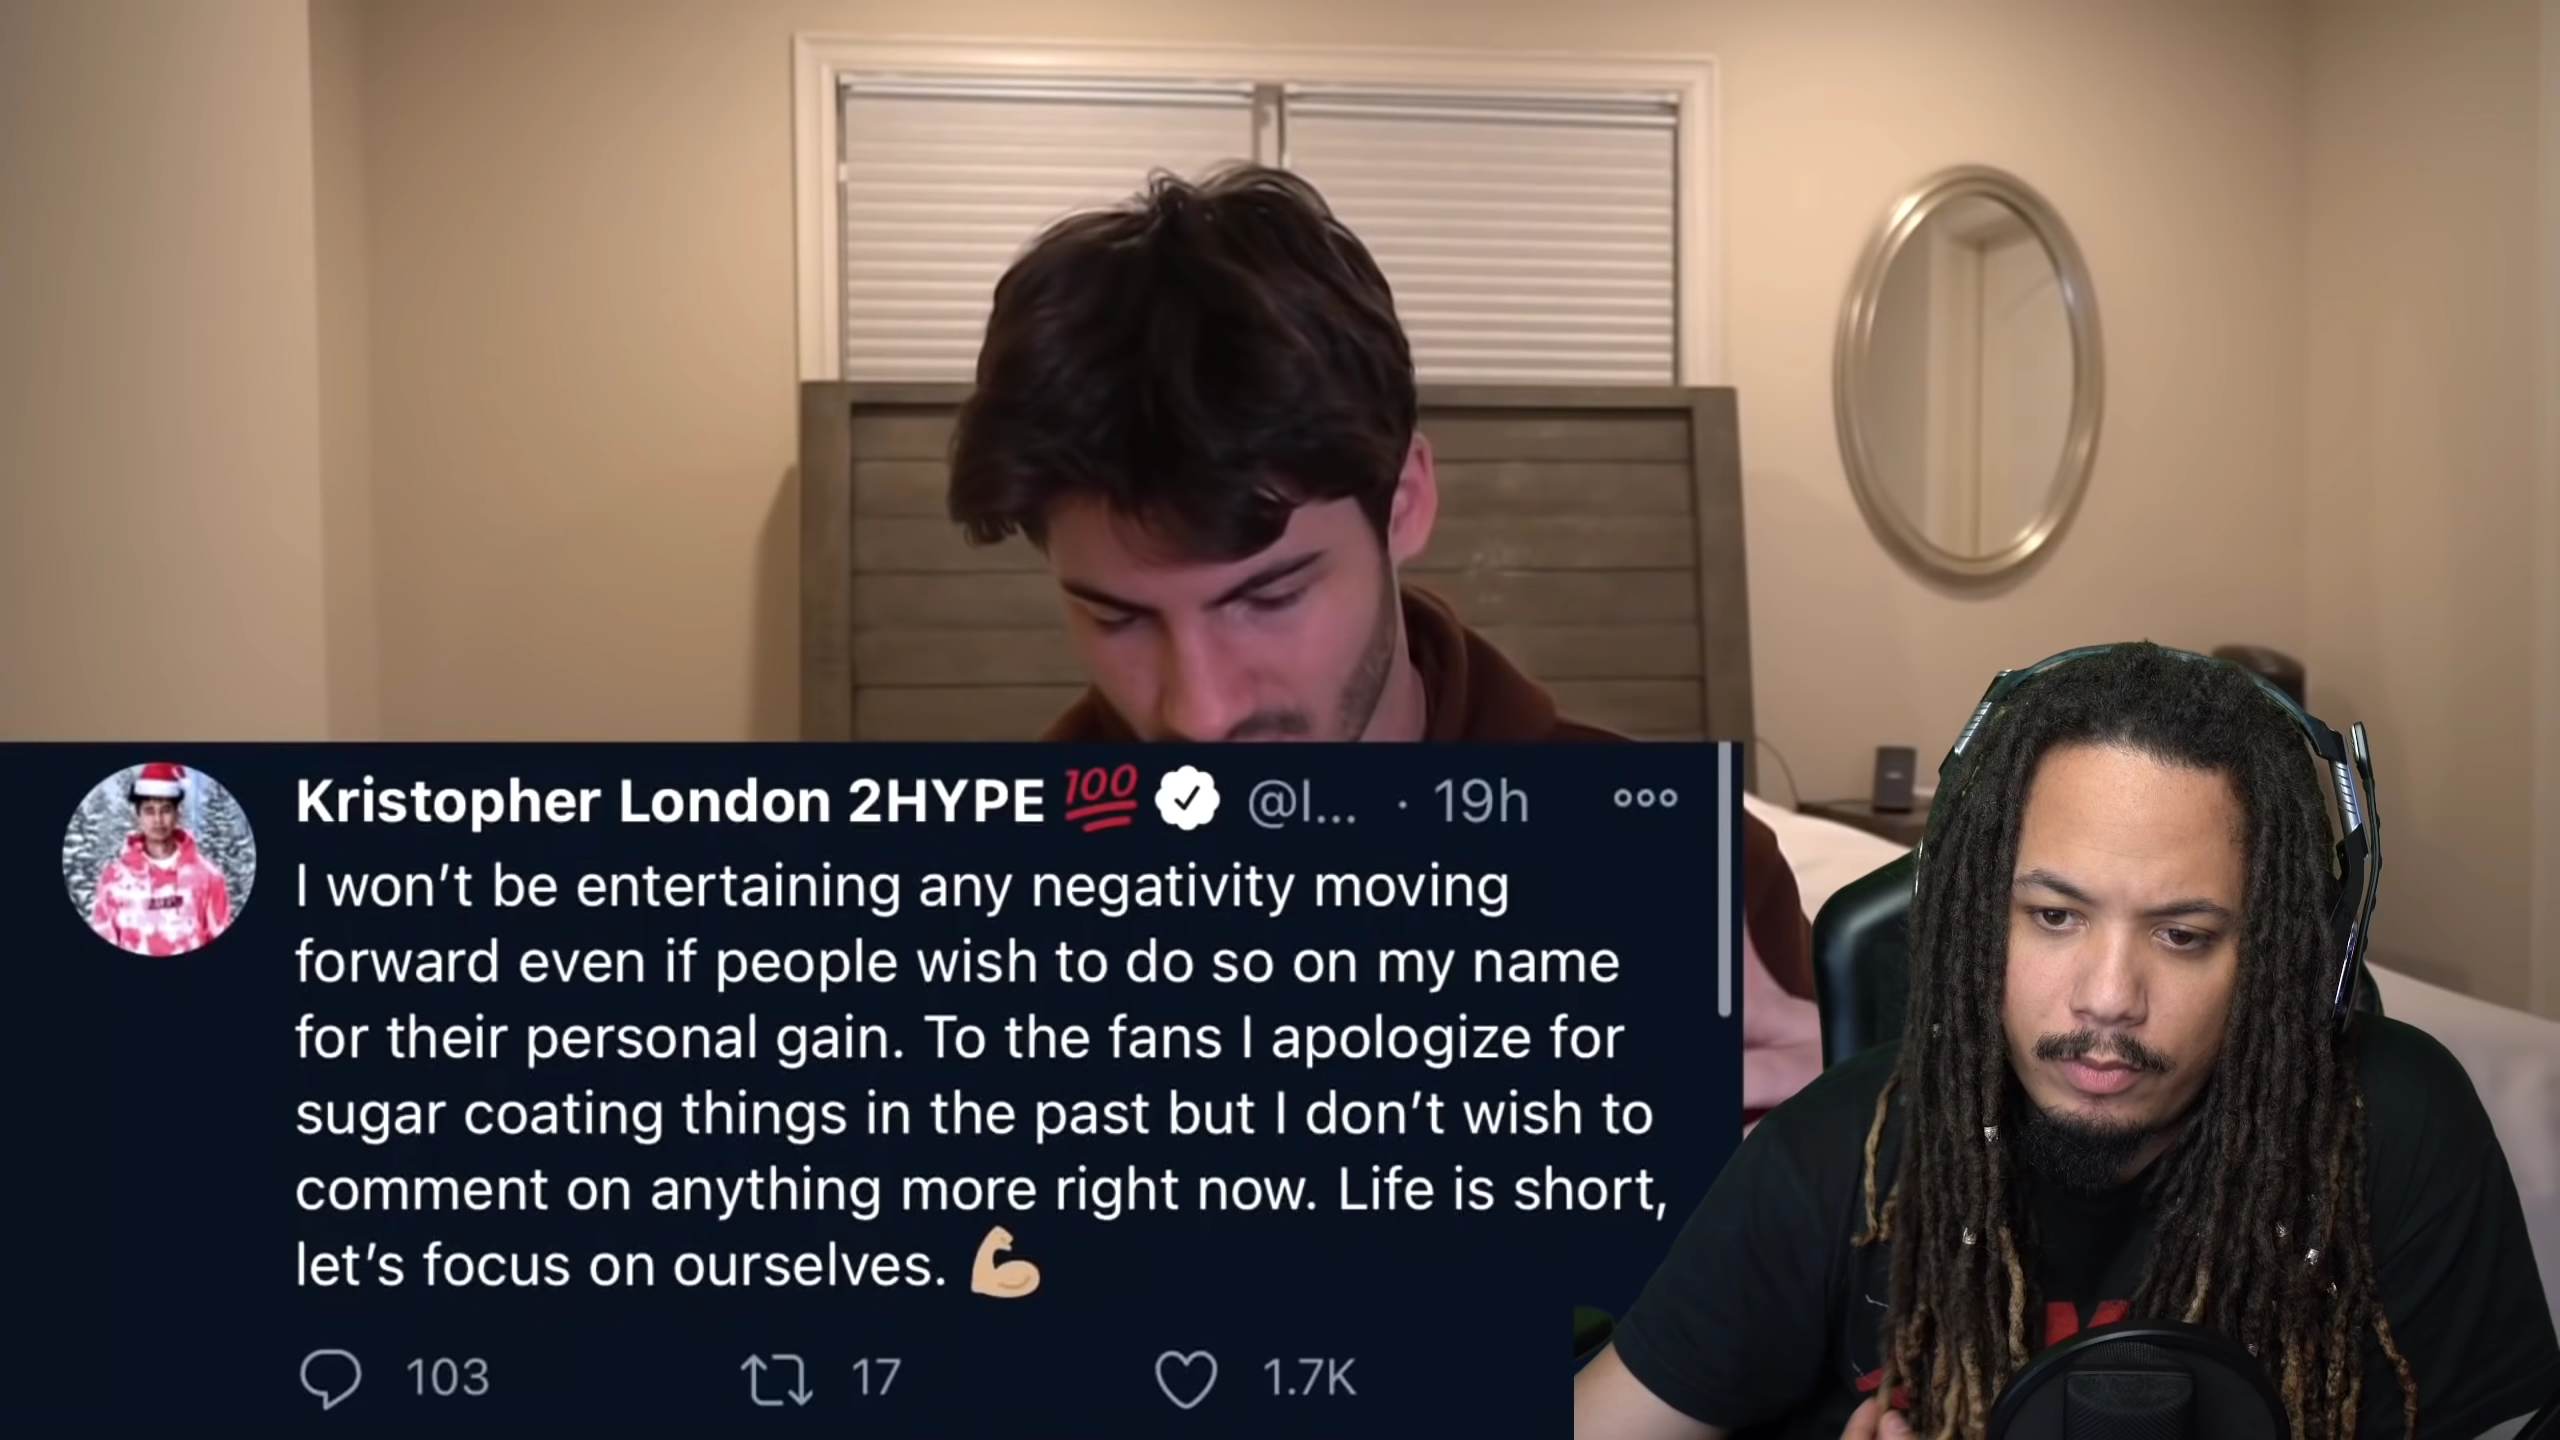 Kristopher London 2HYPE 💯 @l... · 19h
I won't be entertaining any negativity moving
forward even if people wish to do so on my name
for their personal gain. To the fans I apologize for
sugar coating things in the past but I don't wish to
comment on anything more right now. Life is short,
let's focus on ourselves. 💪🏼
103 17 1.7K